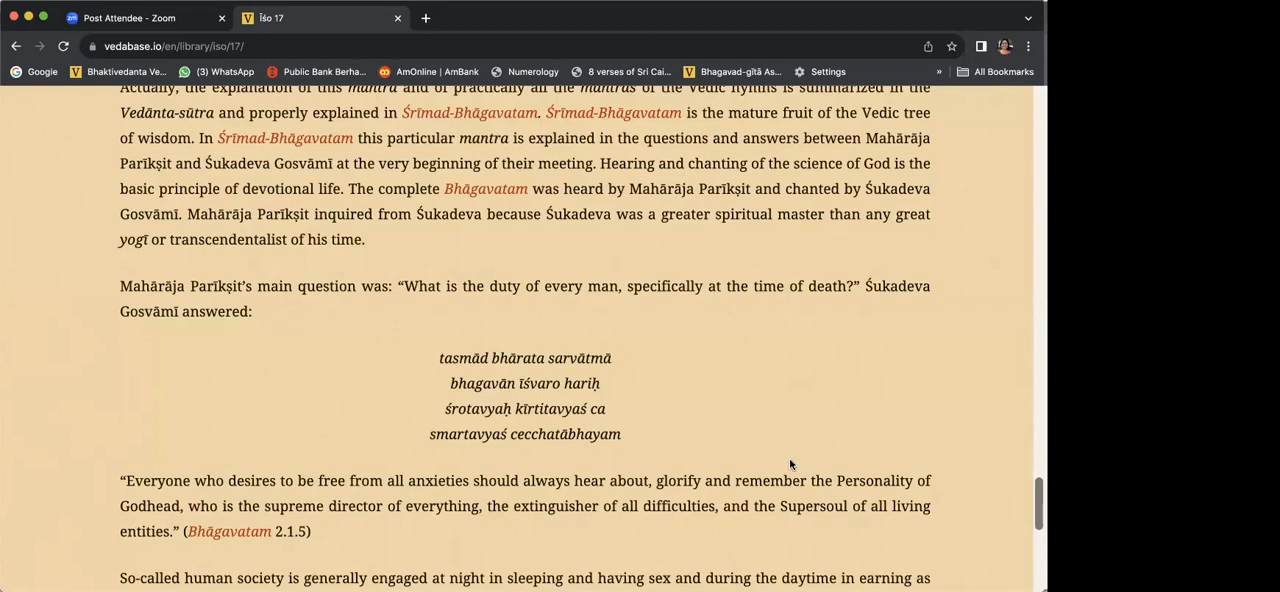 Post Attendee - Zoom
Īśo 17
vedabase.io/en/library/iso/17/
Google
Bhaktivedanta Ve...
(3) WhatsApp
Public Bank Berha...
AmOnline | AmBank
Numerology
8 verses of Sri Cai...
Bhagavad-gītā As...
Settings
»
All Bookmarks
Actually, the explanation of this mantra and of practically all the mantras of the Vedic hymns is summarized in the
Vedānta-sūtra and properly explained in Śrīmad-Bhāgavatam. Śrīmad-Bhāgavatam is the mature fruit of the Vedic tree
of wisdom. In Śrīmad-Bhāgavatam this particular mantra is explained in the questions and answers between Mahārāja
Parīkṣit and Śukadeva Gosvāmī at the very beginning of their meeting. Hearing and chanting of the science of God is the
basic principle of devotional life. The complete Bhāgavatam was heard by Mahārāja Parīkṣit and chanted by Śukadeva
Gosvāmī. Mahārāja Parīkṣit inquired from Śukadeva because Śukadeva was a greater spiritual master than any great
yogī or transcendentalist of his time.
Mahārāja Parīkṣit’s main question was: “What is the duty of every man, specifically at the time of death?” Śukadeva
Gosvāmī answered:
tasmād bhārata sarvātmā
bhagavān īśvaro hariḥ
śrotavyaḥ kīrtitavyaś ca
smartavyaś cecchatābhayam
“Everyone who desires to be free from all anxieties should always hear about, glorify and remember the Personality of
Godhead, who is the supreme director of everything, the extinguisher of all difficulties, and the Supersoul of all living
entities.” (Bhāgavatam 2.1.5)
So-called human society is generally engaged at night in sleeping and having sex and during the daytime in earning as